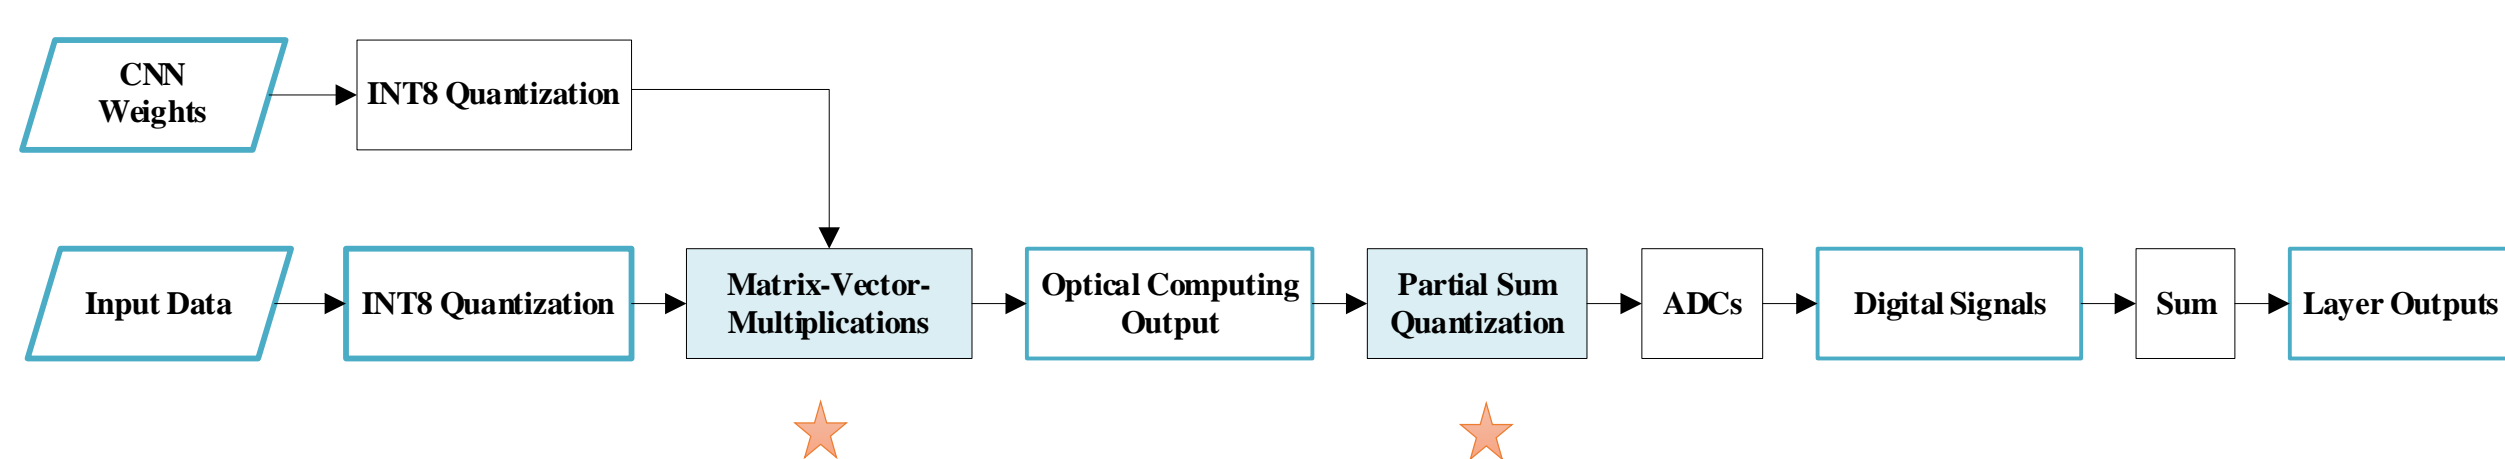 CNN
Weights
INT8 Quantization
Input Data
INT8 Quantization
Matrix-Vector-
Multiplications
Optical Computing
Output
Partial Sum
Quantization
ADCs
Digital Signals
Sum
Layer Outputs